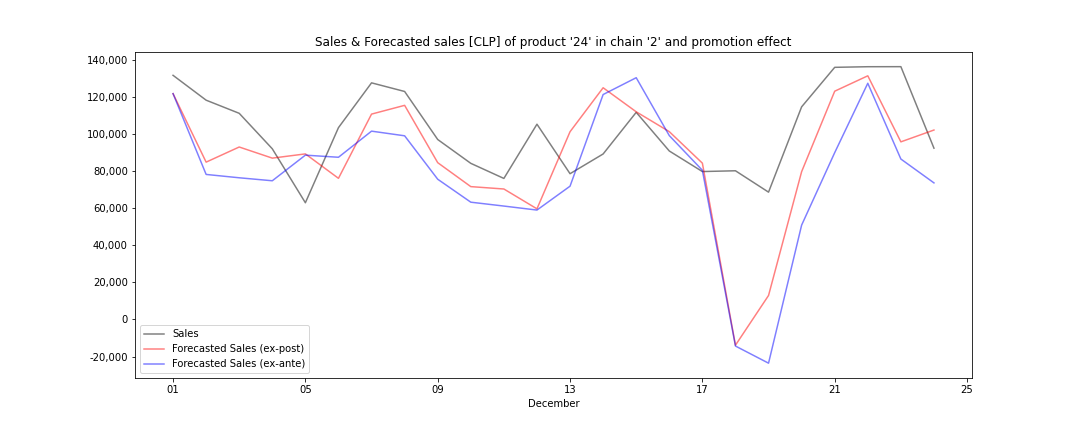 Sales & Forecasted sales [CLP] of product '24' in chain '2' and promotion effect
140,000
120,000
100,000
80,000
60,000
40,000
20,000
0
-20,000
Sales
Forecasted Sales (ex-post)
Forecasted Sales (ex-ante)
01 05 09 13 17 21 25
December